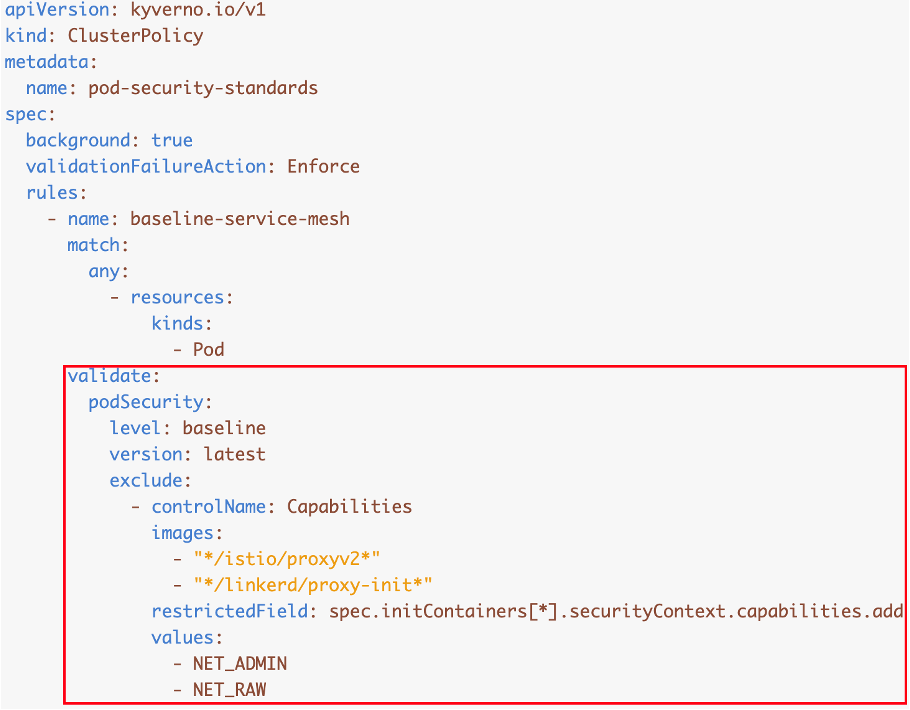 apiVersion: kyverno.io/v1
kind: ClusterPolicy
metadata:
  name: pod-security-standards
spec:
  background: true
  validationFailureAction: Enforce
  rules:
    - name: baseline-service-mesh
      match:
        any:
          - resources:
              kinds:
                - Pod
      validate:
        podSecurity:
          level: baseline
          version: latest
          exclude:
            - controlName: Capabilities
              images:
                - "*/istio/proxyv2*"
                - "*/linkerd/proxy-init*"
              restrictedField: spec.initContainers[*].securityContext.capabilities.add
              values:
                - NET_ADMIN
                - NET_RAW